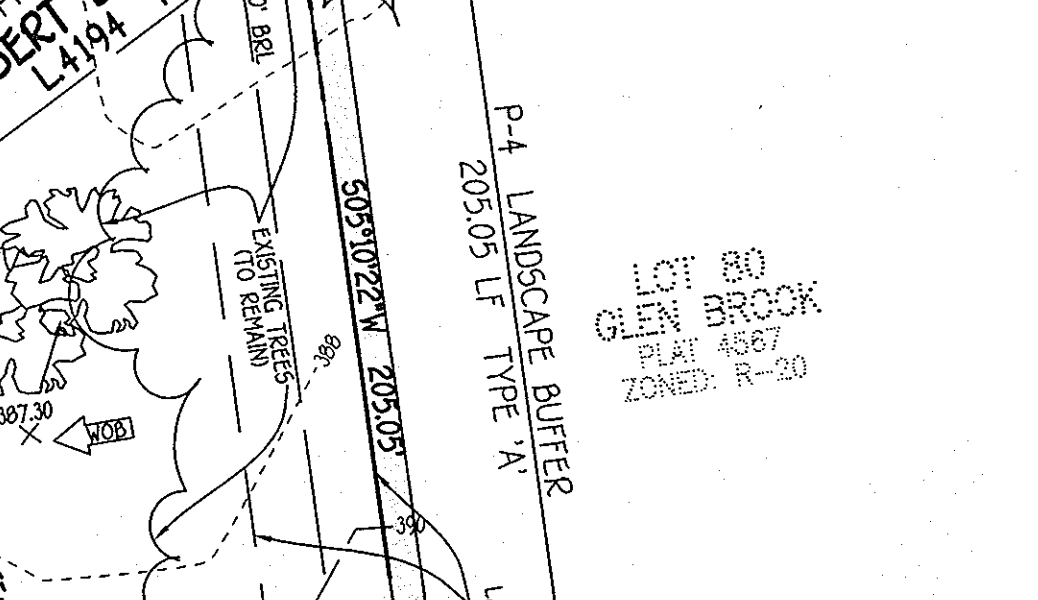 L.4194
BRL
EXISTING TREES
(TO REMAIN)
388
S05°10'22"W 205.05'
P-4 LANDSCAPE BUFFER
205.05 LF TYPE 'A'
LOT 80
GLEN BROOK
PLAT 4567
ZONED: R-20
387.30
WOB
390